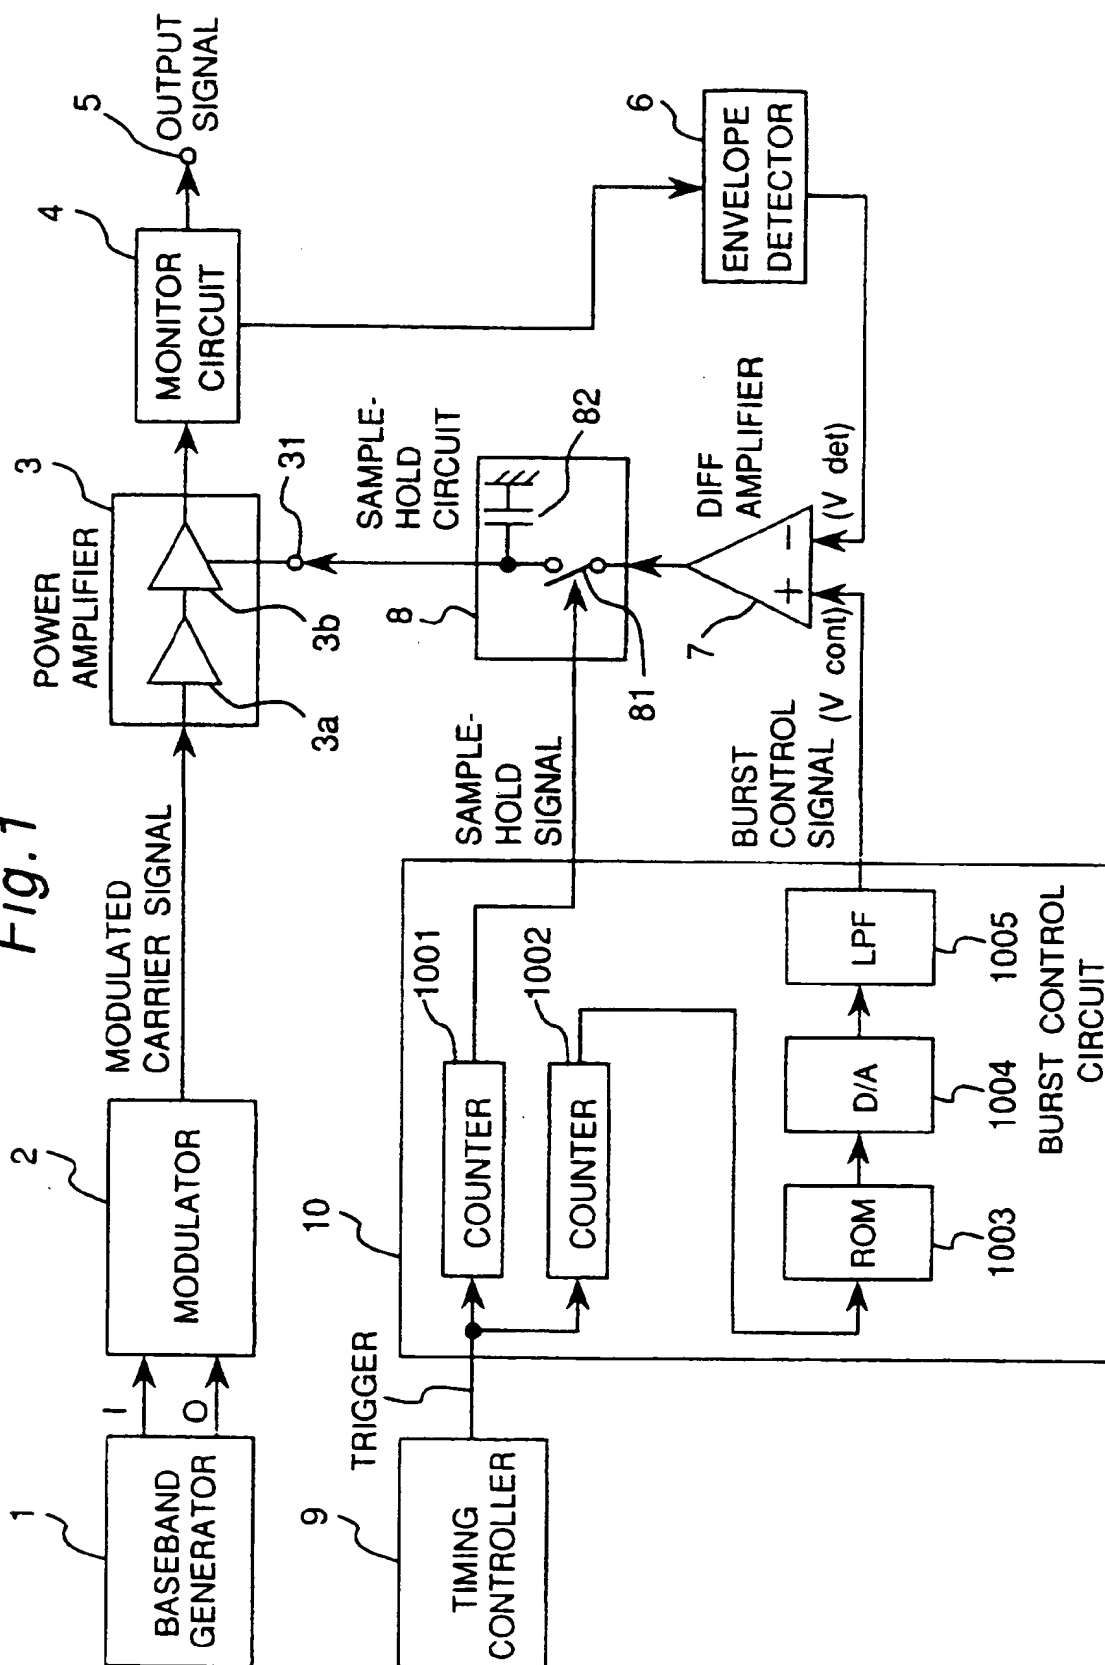 Fig.1
1
BASEBAND
GENERATOR
I
O
2
MODULATOR
MODULATED
CARRIER SIGNAL
POWER
AMPLIFIER
3
3a
3b
31
4
MONITOR
CIRCUIT
5
OUTPUT
SIGNAL
9
TIMING
CONTROLLER
TRIGGER
10
COUNTER
1001
COUNTER
1002
SAMPLE-
HOLD
SIGNAL
SAMPLE-
HOLD
CIRCUIT
8
81
82
DIFF
AMPLIFIER
7
+
−
6
ENVELOPE
DETECTOR
(V det)
(V cont)
BURST
CONTROL
SIGNAL
ROM
1003
D/A
1004
LPF
1005
BURST CONTROL
CIRCUIT